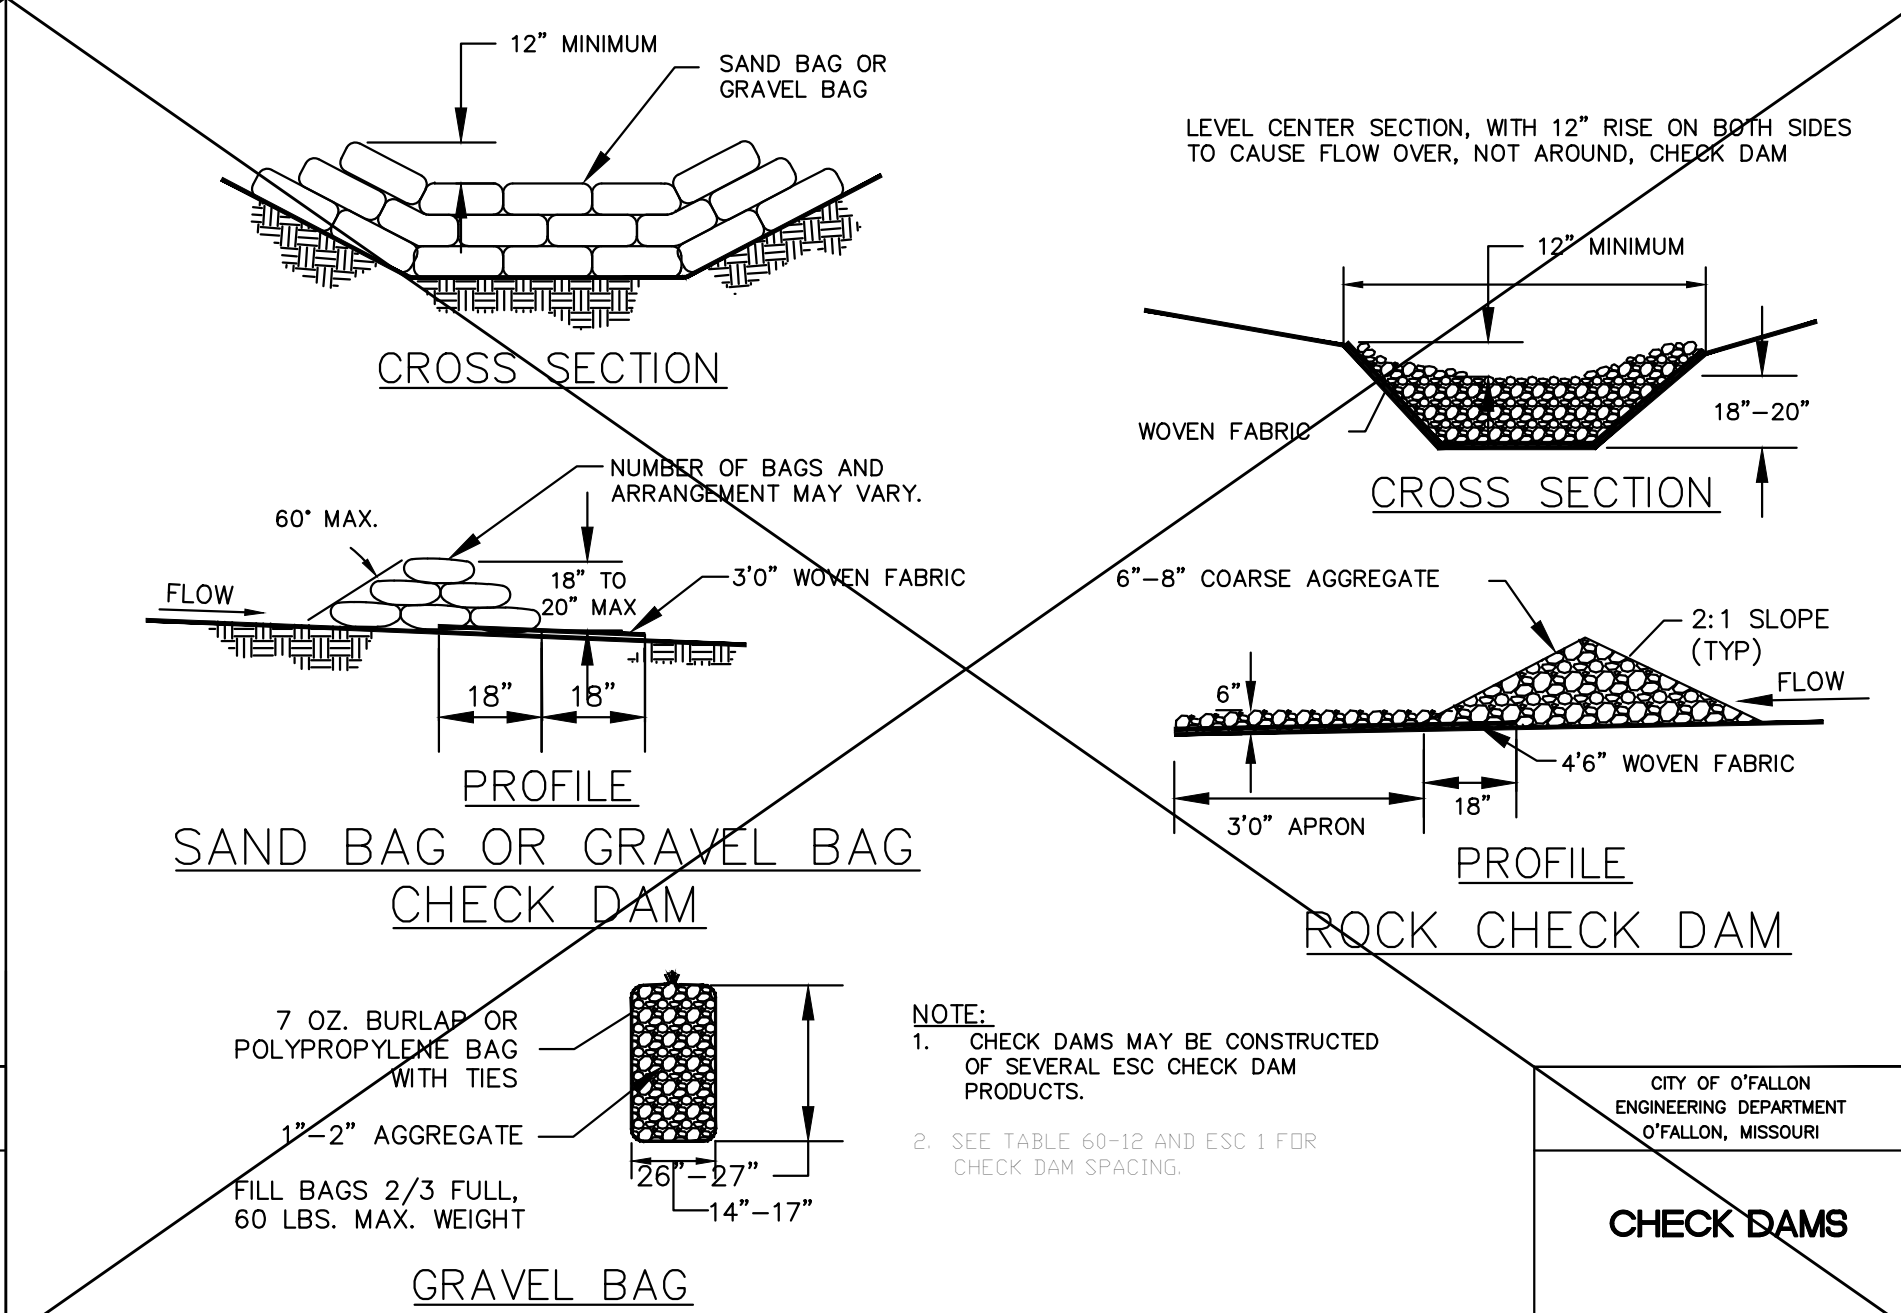 12” MINIMUM
SAND BAG OR
GRAVEL BAG
CROSS SECTION
NUMBER OF BAGS AND
ARRANGEMENT MAY VARY.
60° MAX.
FLOW
18” TO
20” MAX
3'0” WOVEN FABRIC
18”
18”
PROFILE
SAND BAG OR GRAVEL BAG
CHECK DAM
7 OZ. BURLAP OR
POLYPROPYLENE BAG
WITH TIES
1”-2” AGGREGATE
FILL BAGS 2/3 FULL,
60 LBS. MAX. WEIGHT
26”-27”
14”-17”
GRAVEL BAG
LEVEL CENTER SECTION, WITH 12” RISE ON BOTH SIDES
TO CAUSE FLOW OVER, NOT AROUND, CHECK DAM
12” MINIMUM
18”-20”
WOVEN FABRIC
CROSS SECTION
6”-8” COARSE AGGREGATE
2:1 SLOPE
(TYP)
FLOW
6”
4'6” WOVEN FABRIC
18”
3'0” APRON
PROFILE
ROCK CHECK DAM
NOTE:
1. CHECK DAMS MAY BE CONSTRUCTED
OF SEVERAL ESC CHECK DAM
PRODUCTS.
2. SEE TABLE 60-12 AND ESC 1 FOR
CHECK DAM SPACING.
CITY OF O'FALLON
ENGINEERING DEPARTMENT
O'FALLON, MISSOURI
CHECK DAMS